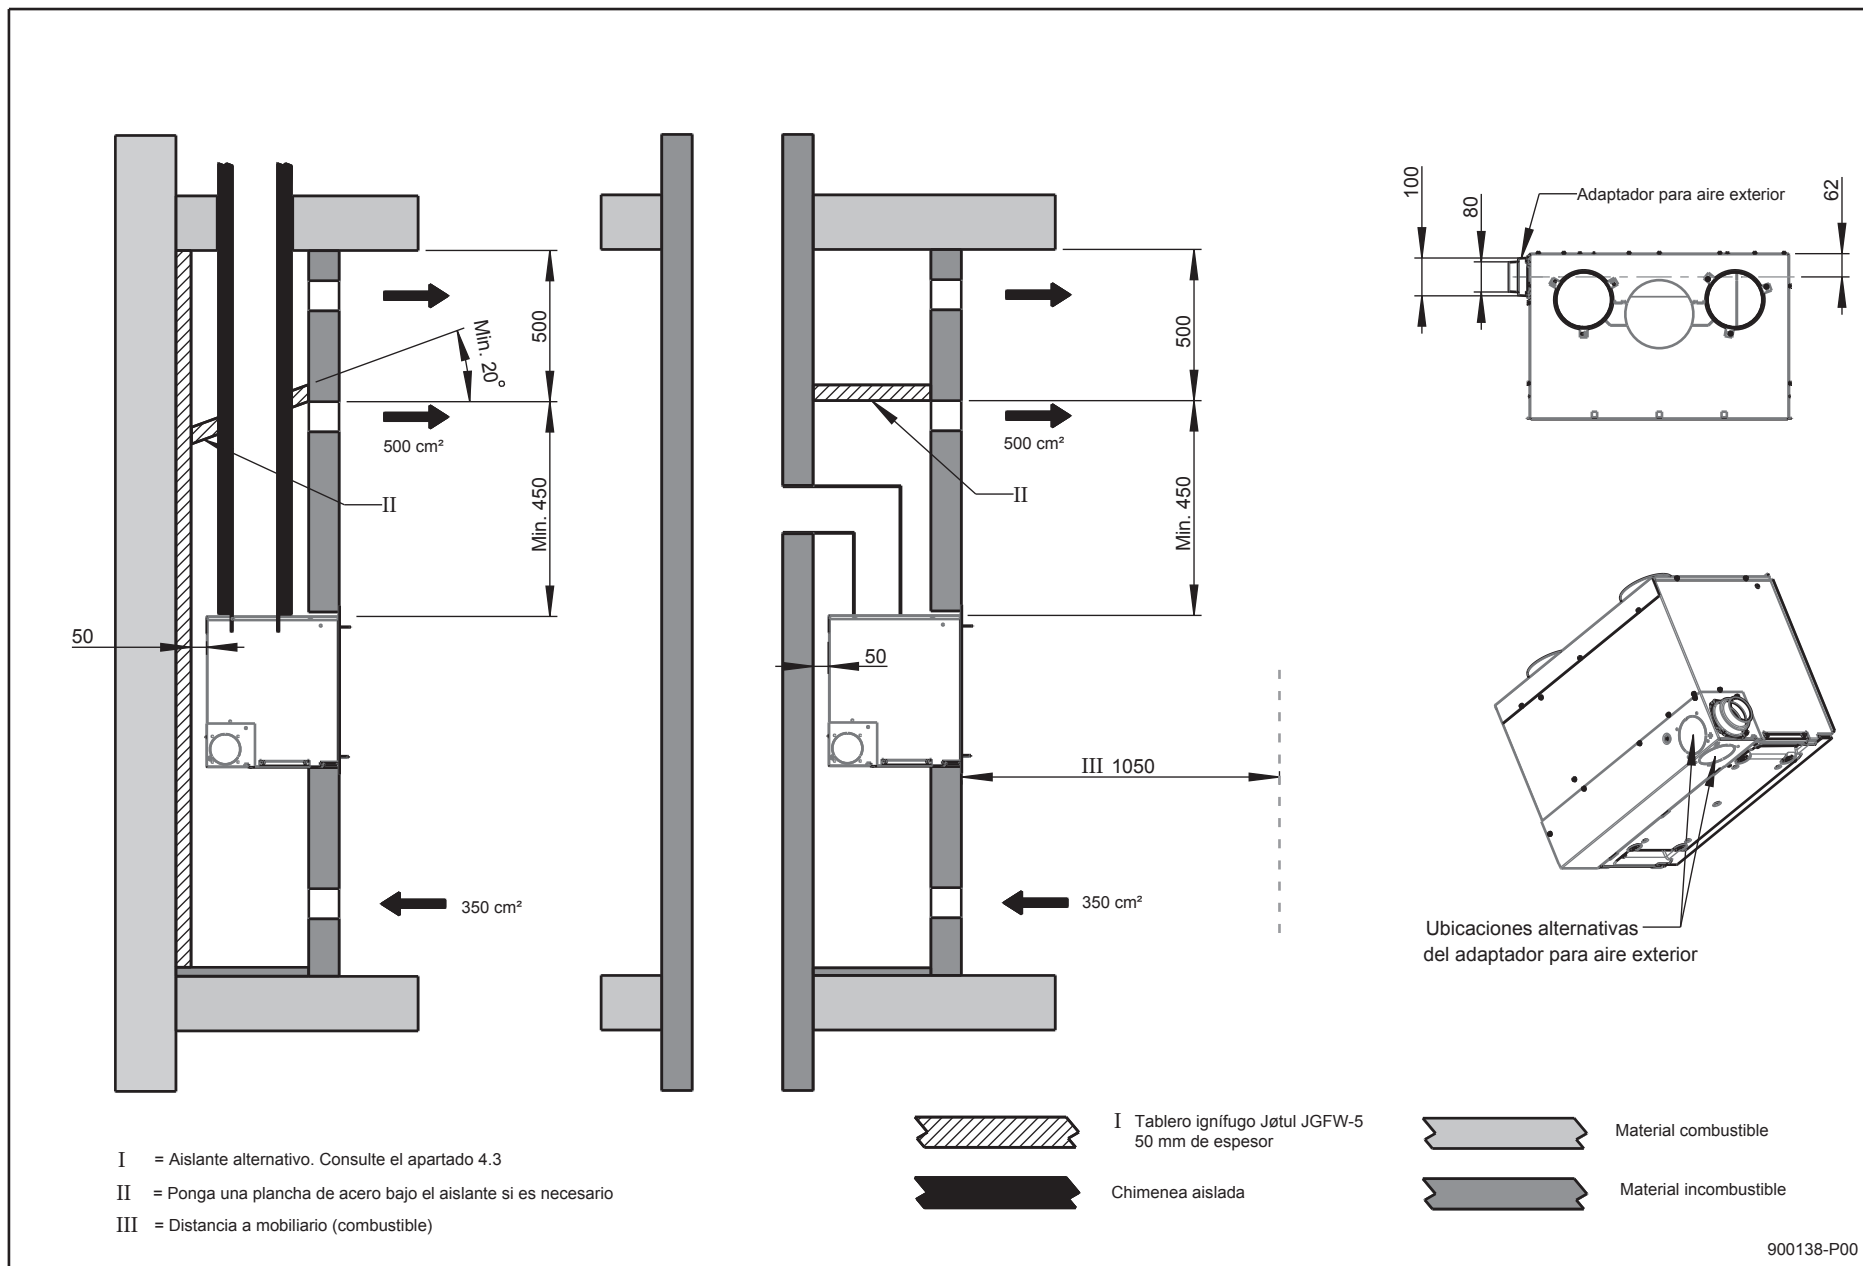 500
Min. 20°
500 cm²
II
Min. 450
50
350 cm²
500
500 cm²
II
Min. 450
50
III 1050
350 cm²
100
80
Adaptador para aire exterior
62
Ubicaciones alternativas
del adaptador para aire exterior
I = Aislante alternativo. Consulte el apartado 4.3
II = Ponga una plancha de acero bajo el aislante si es necesario
III = Distancia a mobiliario (combustible)
I Tablero ignífugo Jøtul JGFW-5
50 mm de espesor
Chimenea aislada
Material combustible
Material incombustible
900138-P00